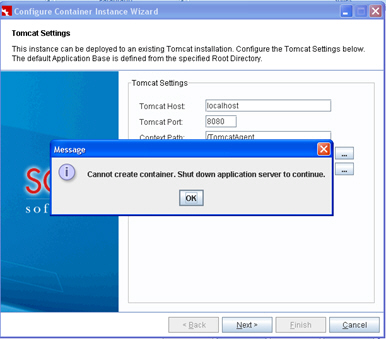 Configure Container Instance Wizard
Tomcat Settings
This instance can be deployed to an existing Tomcat installation. Configure the Tomcat Settings below.
The default Application Base is defined from the specified Root Directory.
Tomcat Settings
Tomcat Host: localhost
Tomcat Port: 8080
Context Path: /TomcatAgent
Message
Cannot create container. Shut down application server to continue.
...
...
OK
< Back Next > Finish Cancel